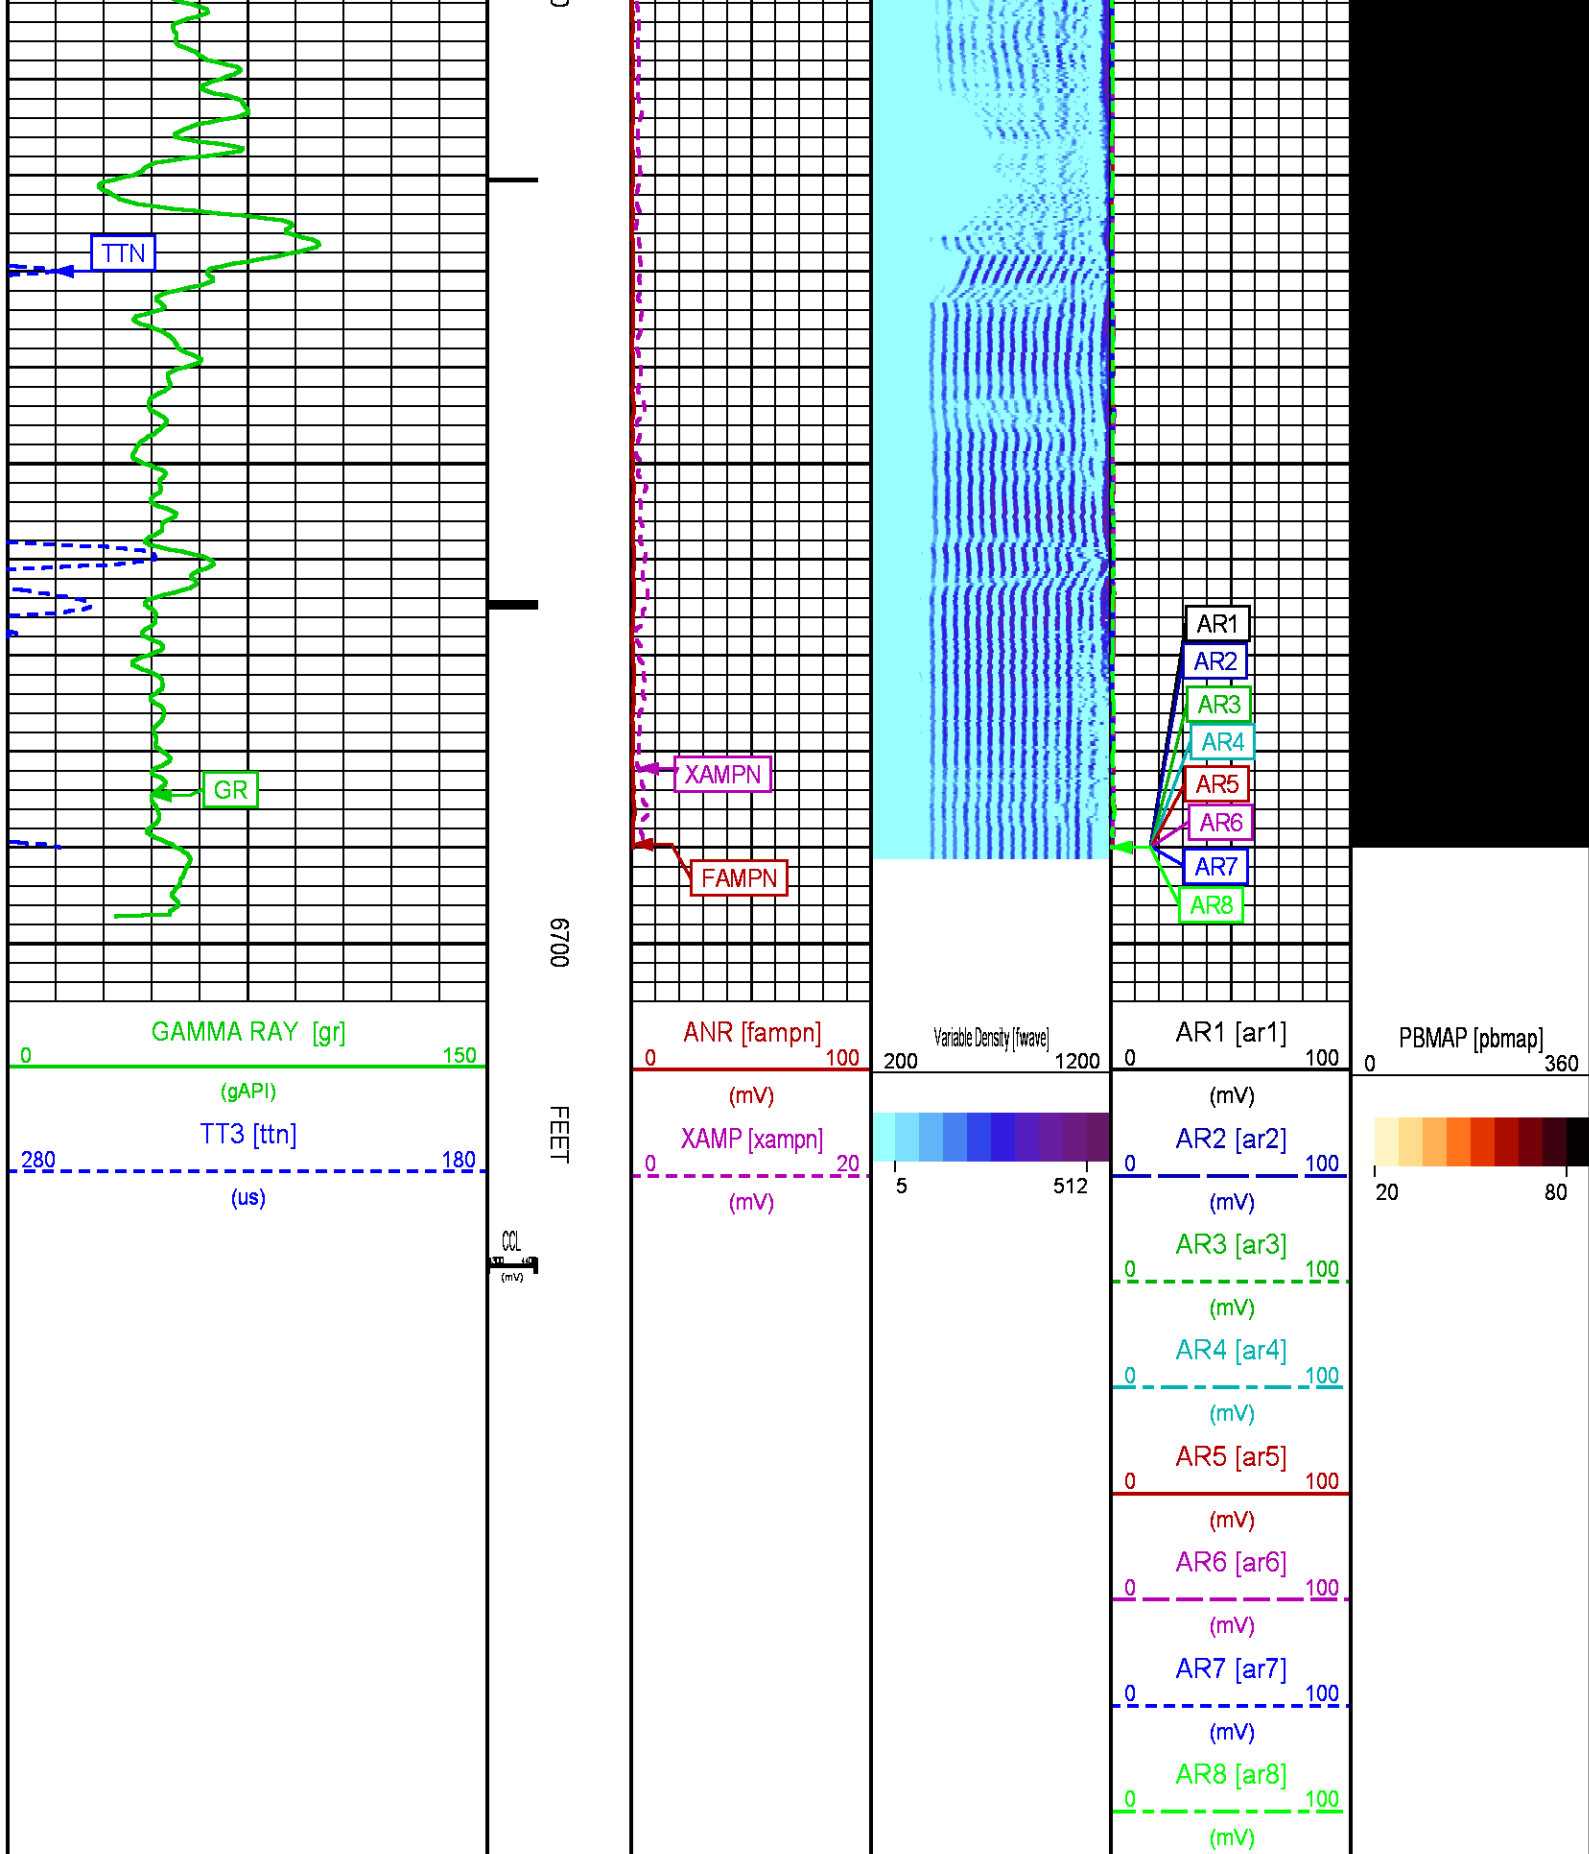 TTN
AR1
AR2
AR3
AR4
XAMPN
AR5
GR
AR6
AR7
FAMPN
AR8
6700
GAMMA RAY [gr]
0 150
(gAPI)
TT3 [ttn]
280 180
(us)
FEET
CCL
(mV)
ANR [fampn]
0 100
(mV)
XAMP [xampn]
0 20
(mV)
Variable Density [fwave]
200 1200
5 512
AR1 [ar1]
0 100
(mV)
AR2 [ar2]
0 100
(mV)
AR3 [ar3]
0 100
(mV)
AR4 [ar4]
0 100
(mV)
AR5 [ar5]
0 100
(mV)
AR6 [ar6]
0 100
(mV)
AR7 [ar7]
0 100
(mV)
AR8 [ar8]
0 100
(mV)
PBMAP [pbmap]
0 360
20 80